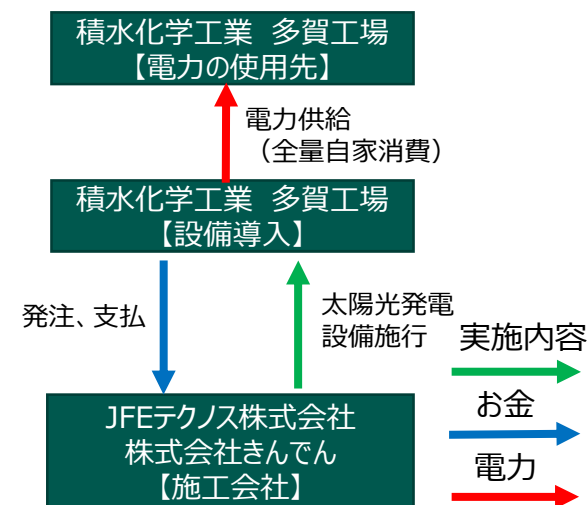 積水化学工業 多賀工場
【電力の使用先】
電力供給
（全量自家消費）
積水化学工業 多賀工場
【設備導入】
発注、支払
太陽光発電
設備施行
実施内容
お金
電力
JFEテクノス株式会社
株式会社きんでん
【施工会社】